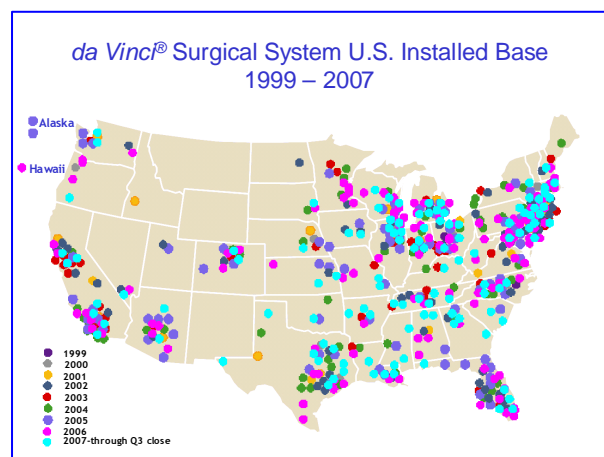 da Vinci® Surgical System U.S. Installed Base
1999 – 2007
Alaska
Hawaii
1999
2000
2001
2002
2003
2004
2005
2006
2007-through Q3 close